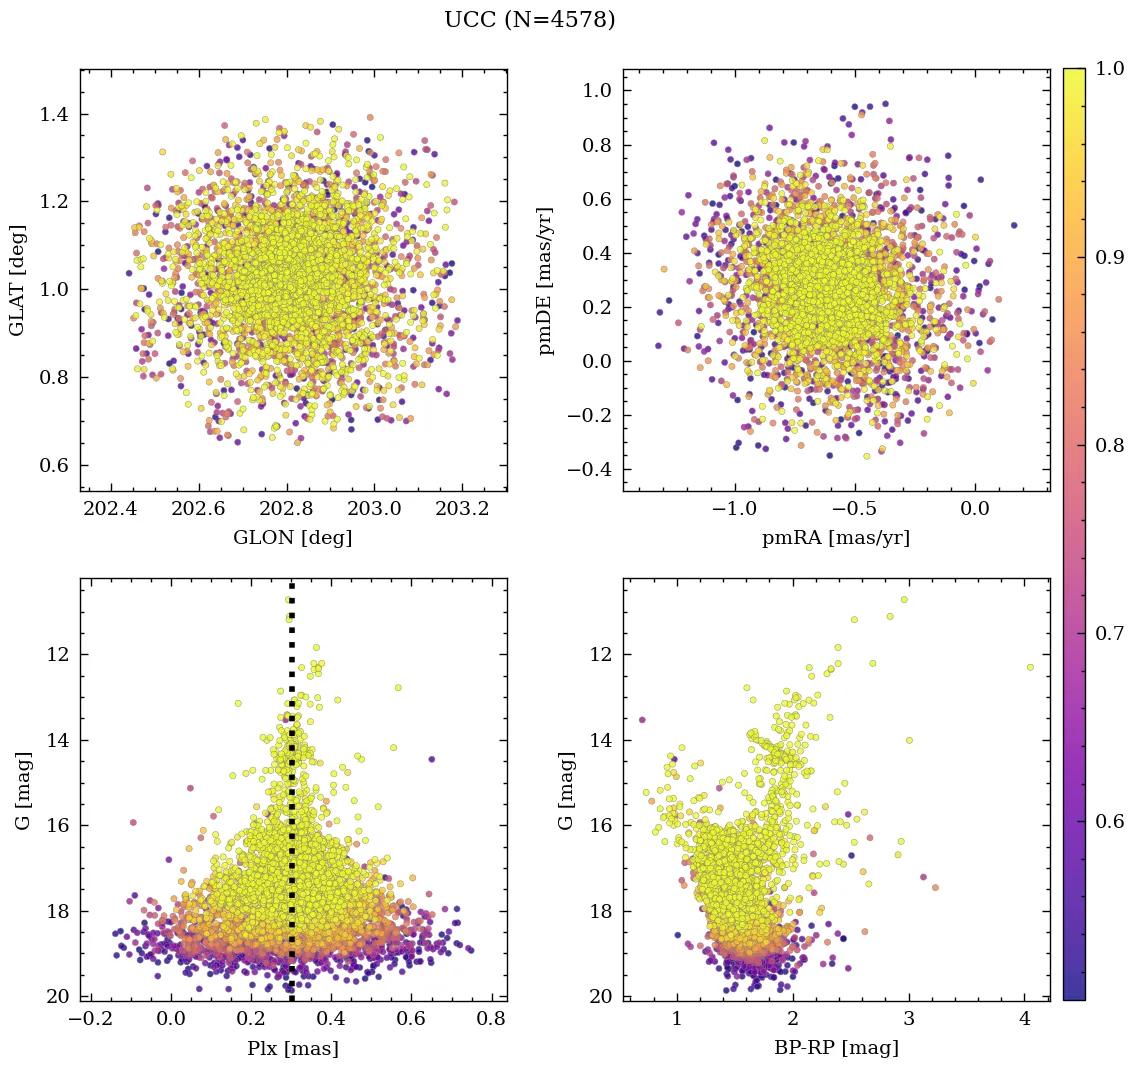 UCC (N=4578)
1.4
1.2
1.0
0.8
0.6
GLAT [deg]
202.4 202.6 202.8 203.0 203.2
GLON [deg]
1.0
0.8
0.6
0.4
0.2
0.0
−0.2
−0.4
pmDE [mas/yr]
−1.0 −0.5 0.0
pmRA [mas/yr]
12
14
16
18
20
G [mag]
−0.2 0.0 0.2 0.4 0.6 0.8
Plx [mas]
12
14
16
18
20
G [mag]
1 2 3 4
BP-RP [mag]
1.0
0.9
0.8
0.7
0.6